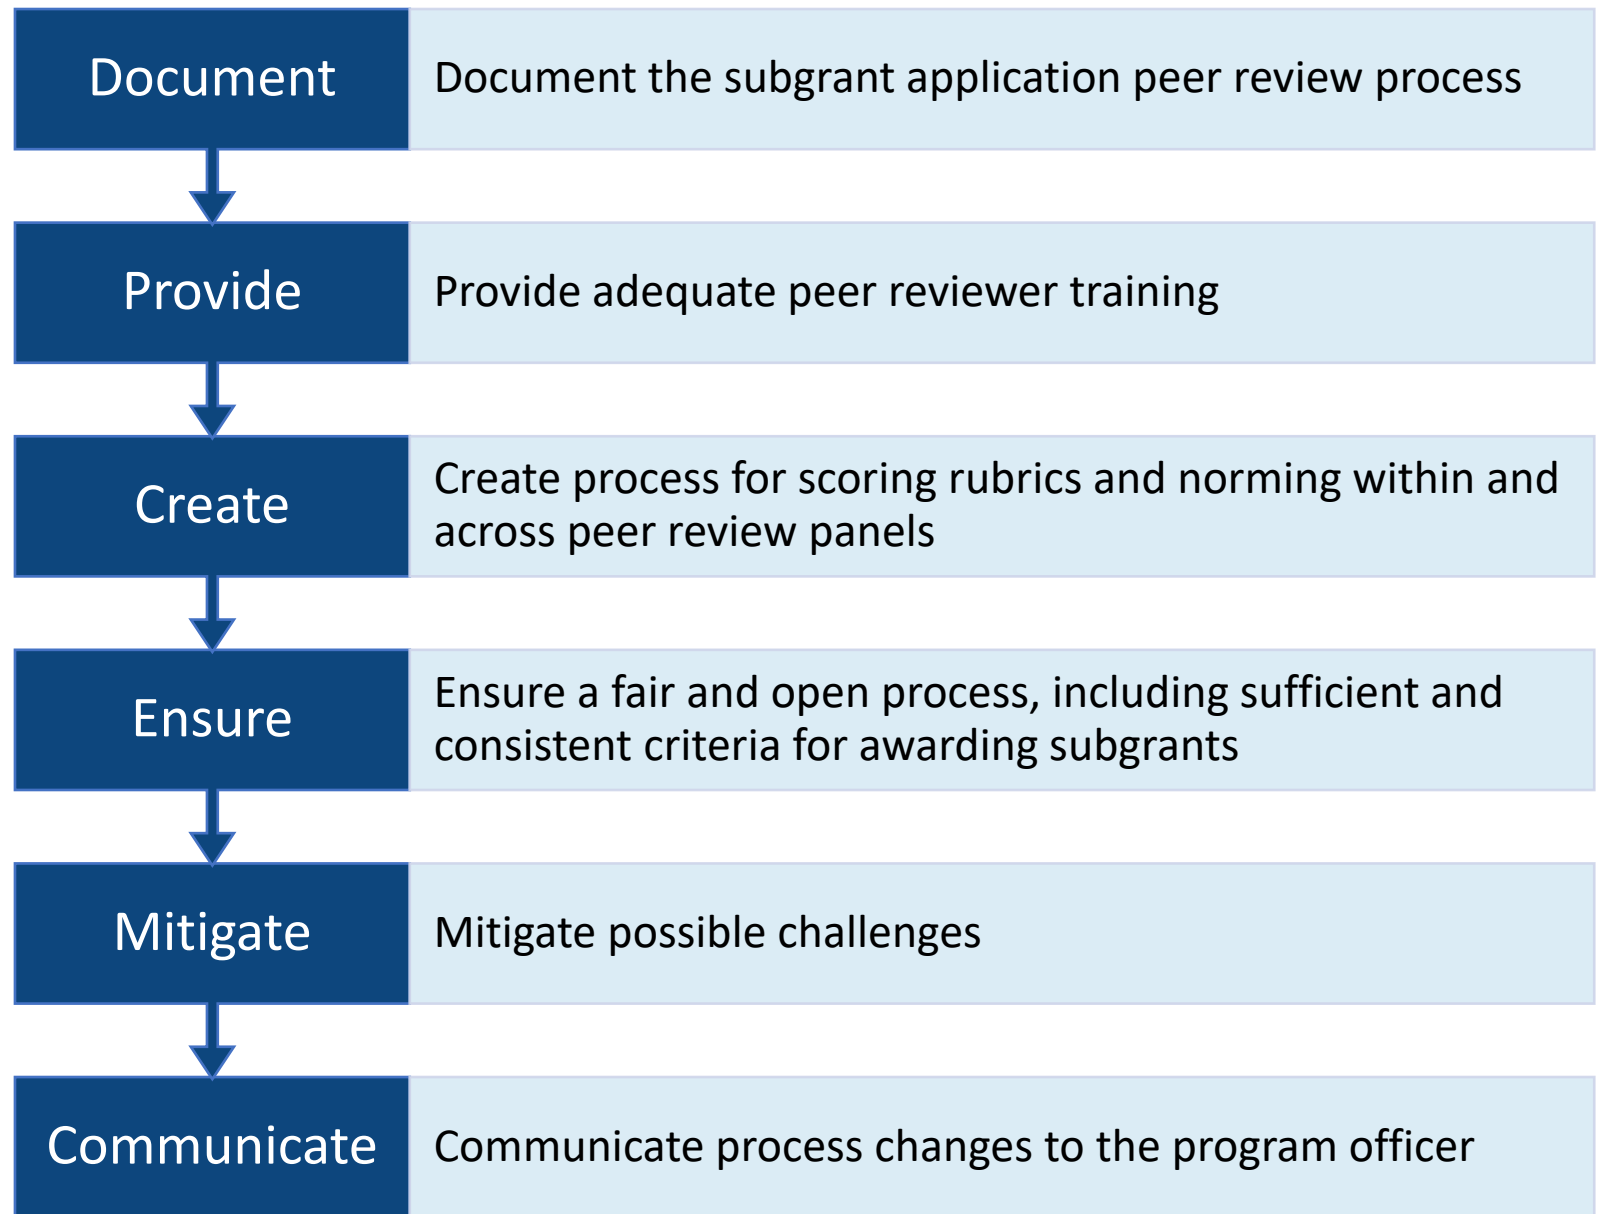 Document
Document the subgrant application peer review process
Provide
Provide adequate peer reviewer training
Create
Create process for scoring rubrics and norming within and
across peer review panels
Ensure
Ensure a fair and open process, including sufficient and
consistent criteria for awarding subgrants
Mitigate
Mitigate possible challenges
Communicate
Communicate process changes to the program officer